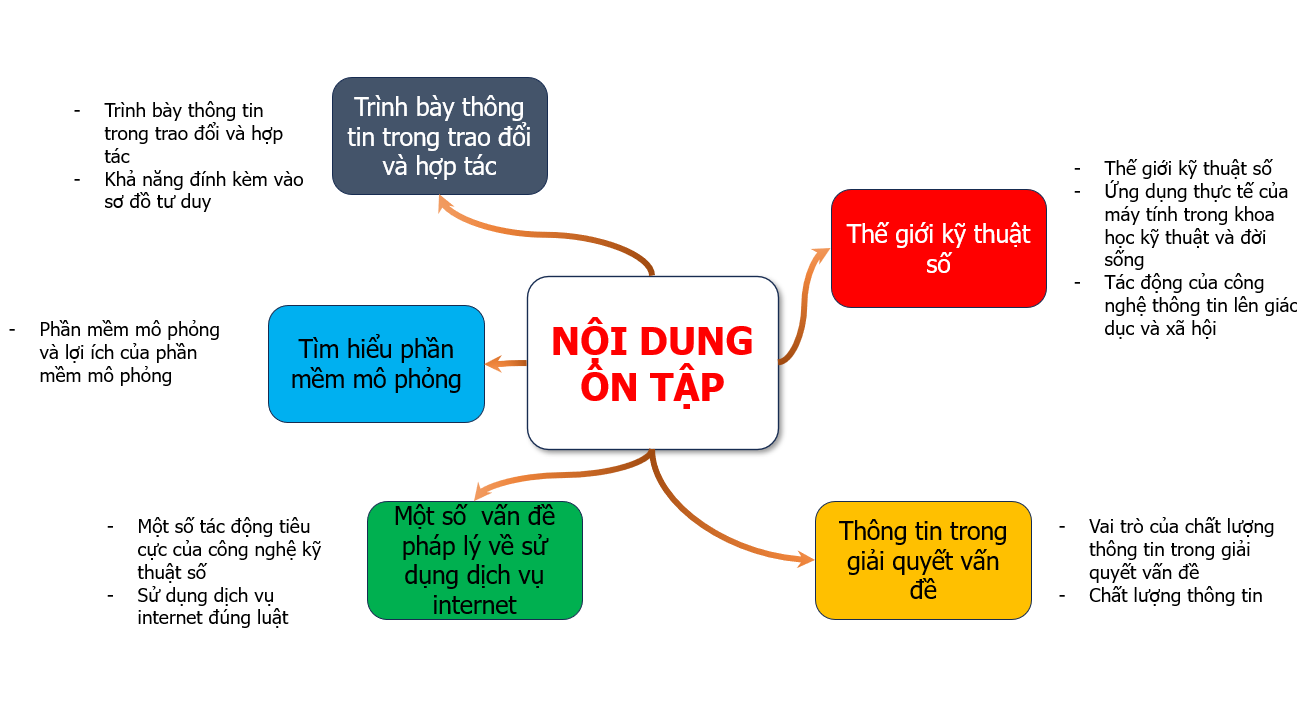 NỘI DUNG
ÔN TẬP
Trình bày thông
tin trong trao đổi
và hợp tác
- Trình bày thông tin
trong trao đổi và hợp
tác
- Khả năng đính kèm vào
sơ đồ tư duy
Thế giới kỹ thuật
số
- Thế giới kỹ thuật số
- Ứng dụng thực tế của
máy tính trong khoa
học kỹ thuật và đời
sống
- Tác động của công
nghệ thông tin lên giác
dục và xã hội
Tìm hiểu phần
mềm mô phỏng
- Phần mềm mô phỏng
và lợi ích của phần
mềm mô phỏng
Một số  vấn đề
pháp lý về sử
dụng dịch vụ
internet
- Một số tác động tiêu
cực của công nghệ kỹ
thuật số
- Sử dụng dịch vụ
internet đúng luật
Thông tin trong
giải quyết vấn
đề
- Vai trò của chất lượng
thông tin trong giải
quyết vấn đề
- Chất lượng thông tin